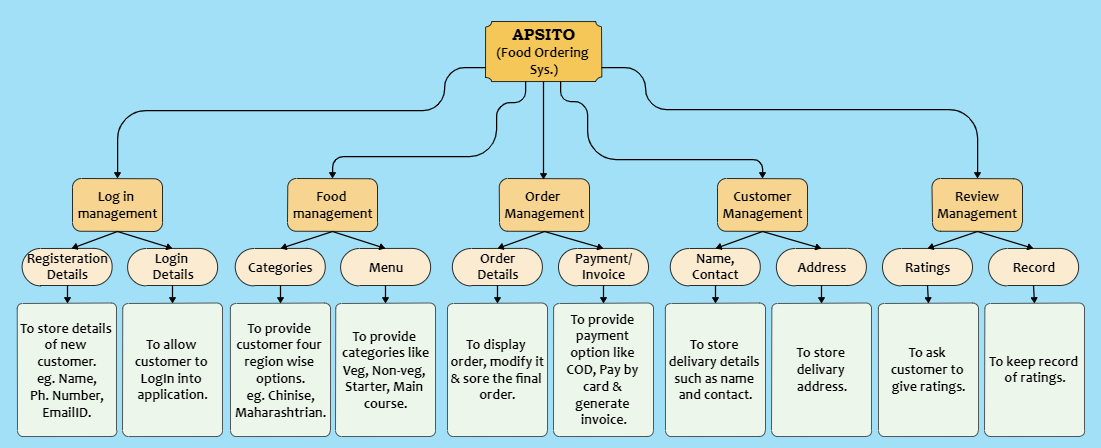 APSITO
(Food Ordering
Sys.)
Log in
management
Food
management
Order
Management
Customer
Management
Review
Management
Registeration
Details
Login
Details
Categories
Menu
Order
Details
Payment/
Invoice
Name,
Contact
Address
Ratings
Record
To store details
of new
customer.
eg. Name,
Ph. Number,
EmailID.
To allow
customer to
LogIn into
application.
To provide
customer four
region wise
options.
eg. Chinise,
Maharashtrian.
To provide
categories like
Veg, Non-veg,
Starter, Main
course.
To display
order, modify it
& sore the final
order.
To provide
payment
option like
COD, Pay by
card &
generate
invoice.
To store
delivary details
such as name
and contact.
To store
delivary
address.
To ask
customer to
give ratings.
To keep record
of ratings.